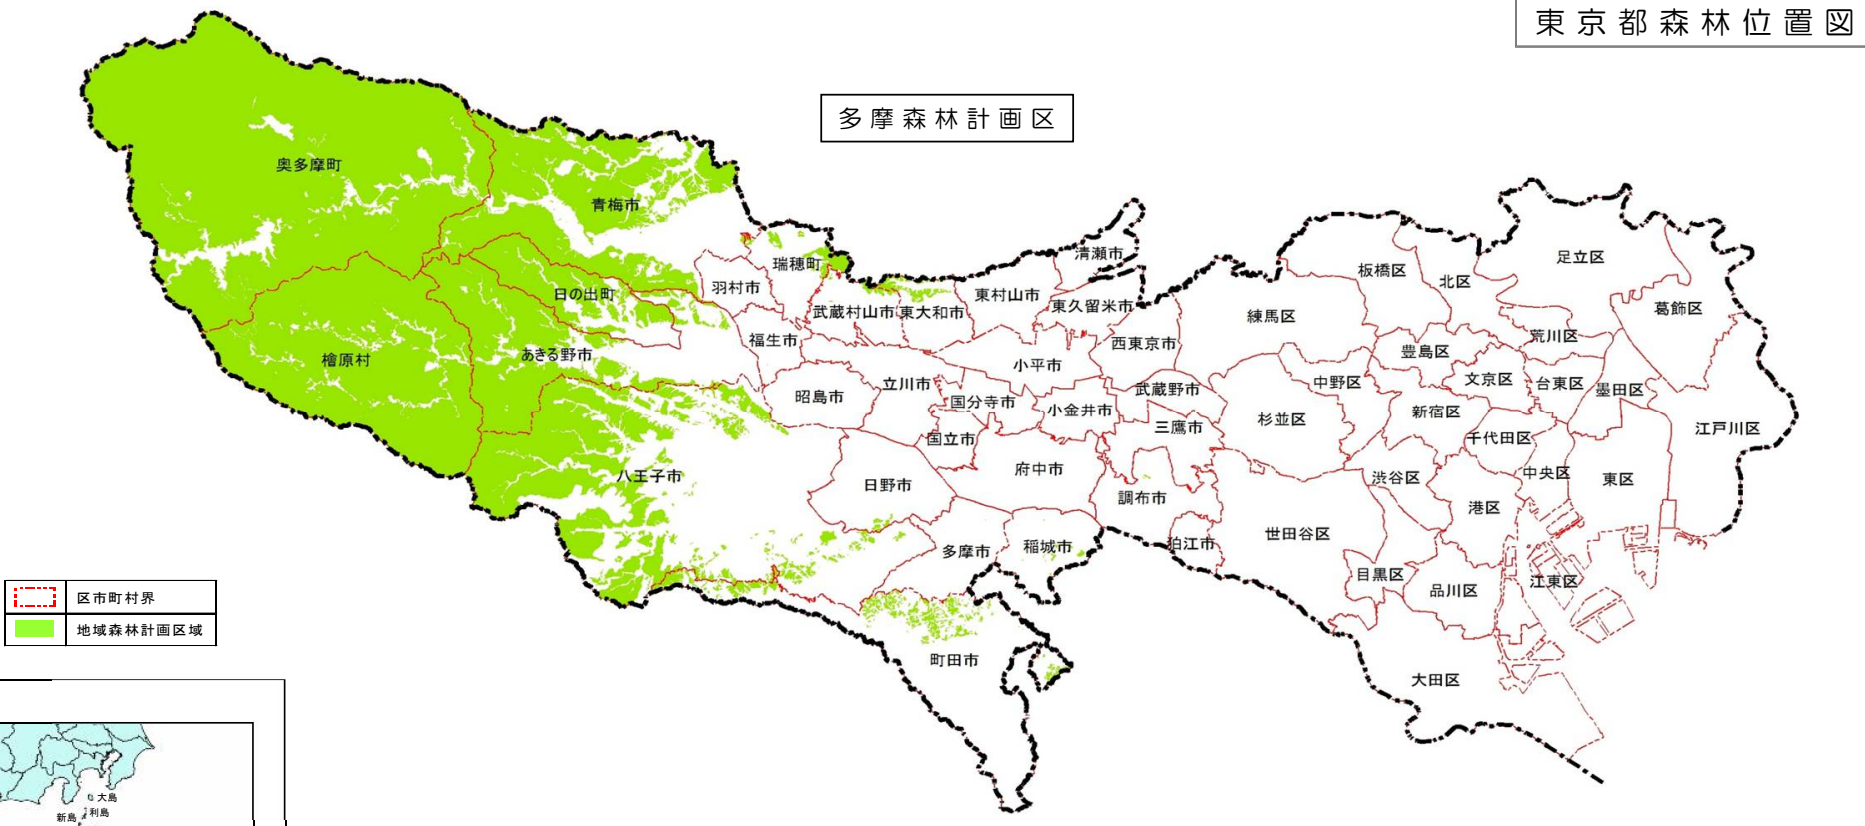 東京都森林位置図
多摩森林計画区
奥多摩町
青梅市
瑞穂町
羽村市
日の出町
檜原村
あきる野市
福生市
武蔵村山市
東大和市
東村山市
清瀬市
東久留米市
西東京市
小平市
昭島市
立川市
国分寺市
小金井市
武蔵野市
三鷹市
国立市
府中市
調布市
狛江市
八王子市
日野市
多摩市
稲城市
町田市
板橋区
北区
足立区
葛飾区
練馬区
豊島区
荒川区
中野区
文京区
台東区
墨田区
杉並区
新宿区
千代田区
江戸川区
渋谷区
中央区
東区
港区
世田谷区
目黒区
品川区
江東区
大田区
区市町村界
地域森林計画区域
大島
利島
新島